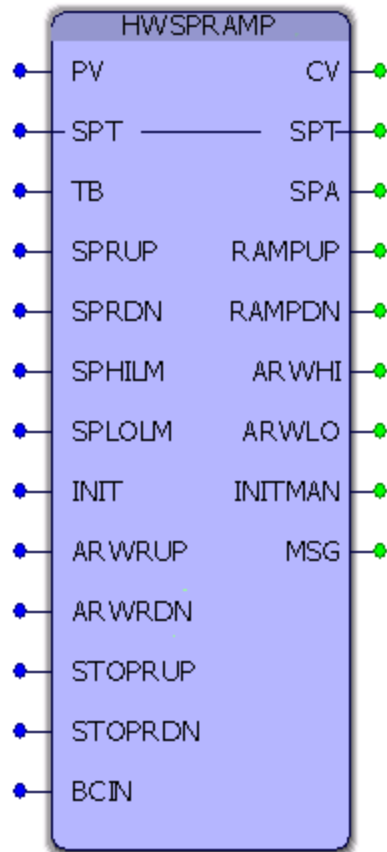 HWSPRAMP
PV CV
SPT SPT
TB SPA
SPRUP RAMPUP
SPRDN RAMPDN
SPHILM ARWHI
SPLOLM ARWLO
INIT INITMAN
ARWRUP MSG
ARWRDN
STOPRUP
STOPRDN
BCIN